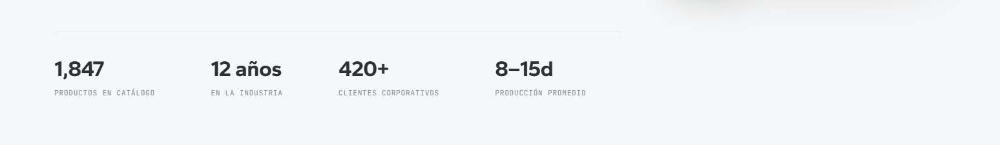 1,847
12 años
420+
8–15d
PRODUCTOS EN CATÁLOGO
EN LA INDUSTRIA
CLIENTES CORPORATIVOS
PRODUCCIÓN PROMEDIO